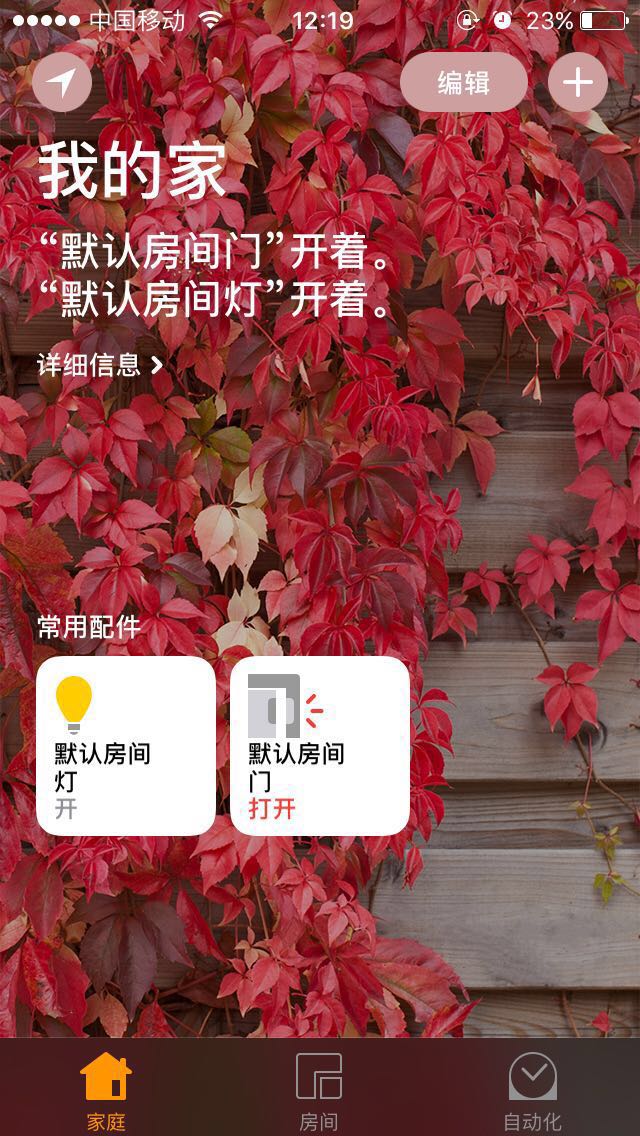 中国移动 12:19 23%
编辑
我的家
“默认房间门”开着。
“默认房间灯”开着。
详细信息
常用配件
默认房间
灯
开
默认房间
门
打开
家庭 房间 自动化